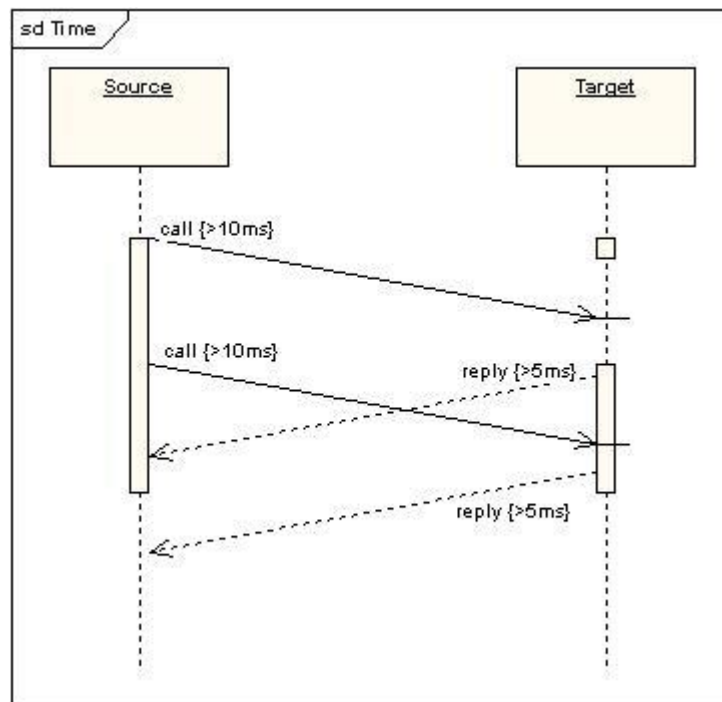 sd Time
Source
Target
call {>10ms}
call {>10ms}
reply {>5ms}
reply {>5ms}